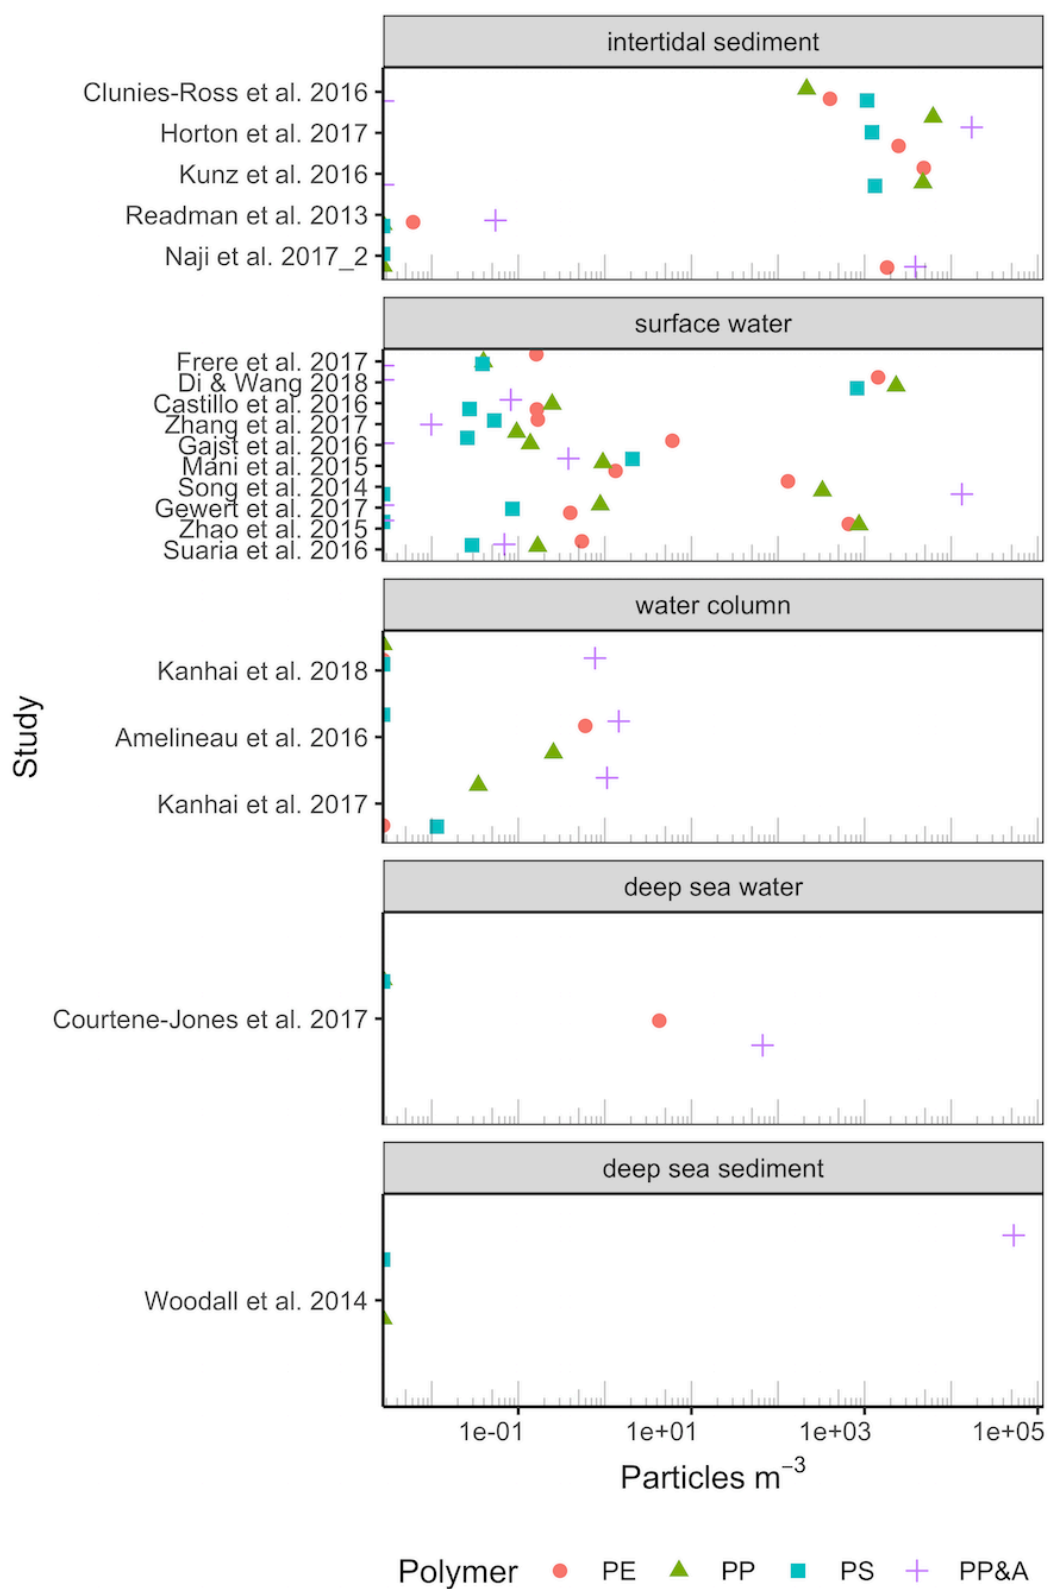 intertidal sediment
Clunies-Ross et al. 2016
Horton et al. 2017
Kunz et al. 2016
Readman et al. 2013
Naji et al. 2017_2
surface water
Frere et al. 2017
Di & Wang 2018
Castillo et al. 2016
Zhang et al. 2017
Gajst et al. 2016
Mani et al. 2015
Song et al. 2014
Gewert et al. 2017
Zhao et al. 2015
Suaria et al. 2016
water column
Kanhai et al. 2018
Amelineau et al. 2016
Kanhai et al. 2017
Study
deep sea water
Courtene-Jones et al. 2017
deep sea sediment
Woodall et al. 2014
1e-01 1e+01 1e+03 1e+05
Particles m⁻³
Polymer PE PP PS PP&A